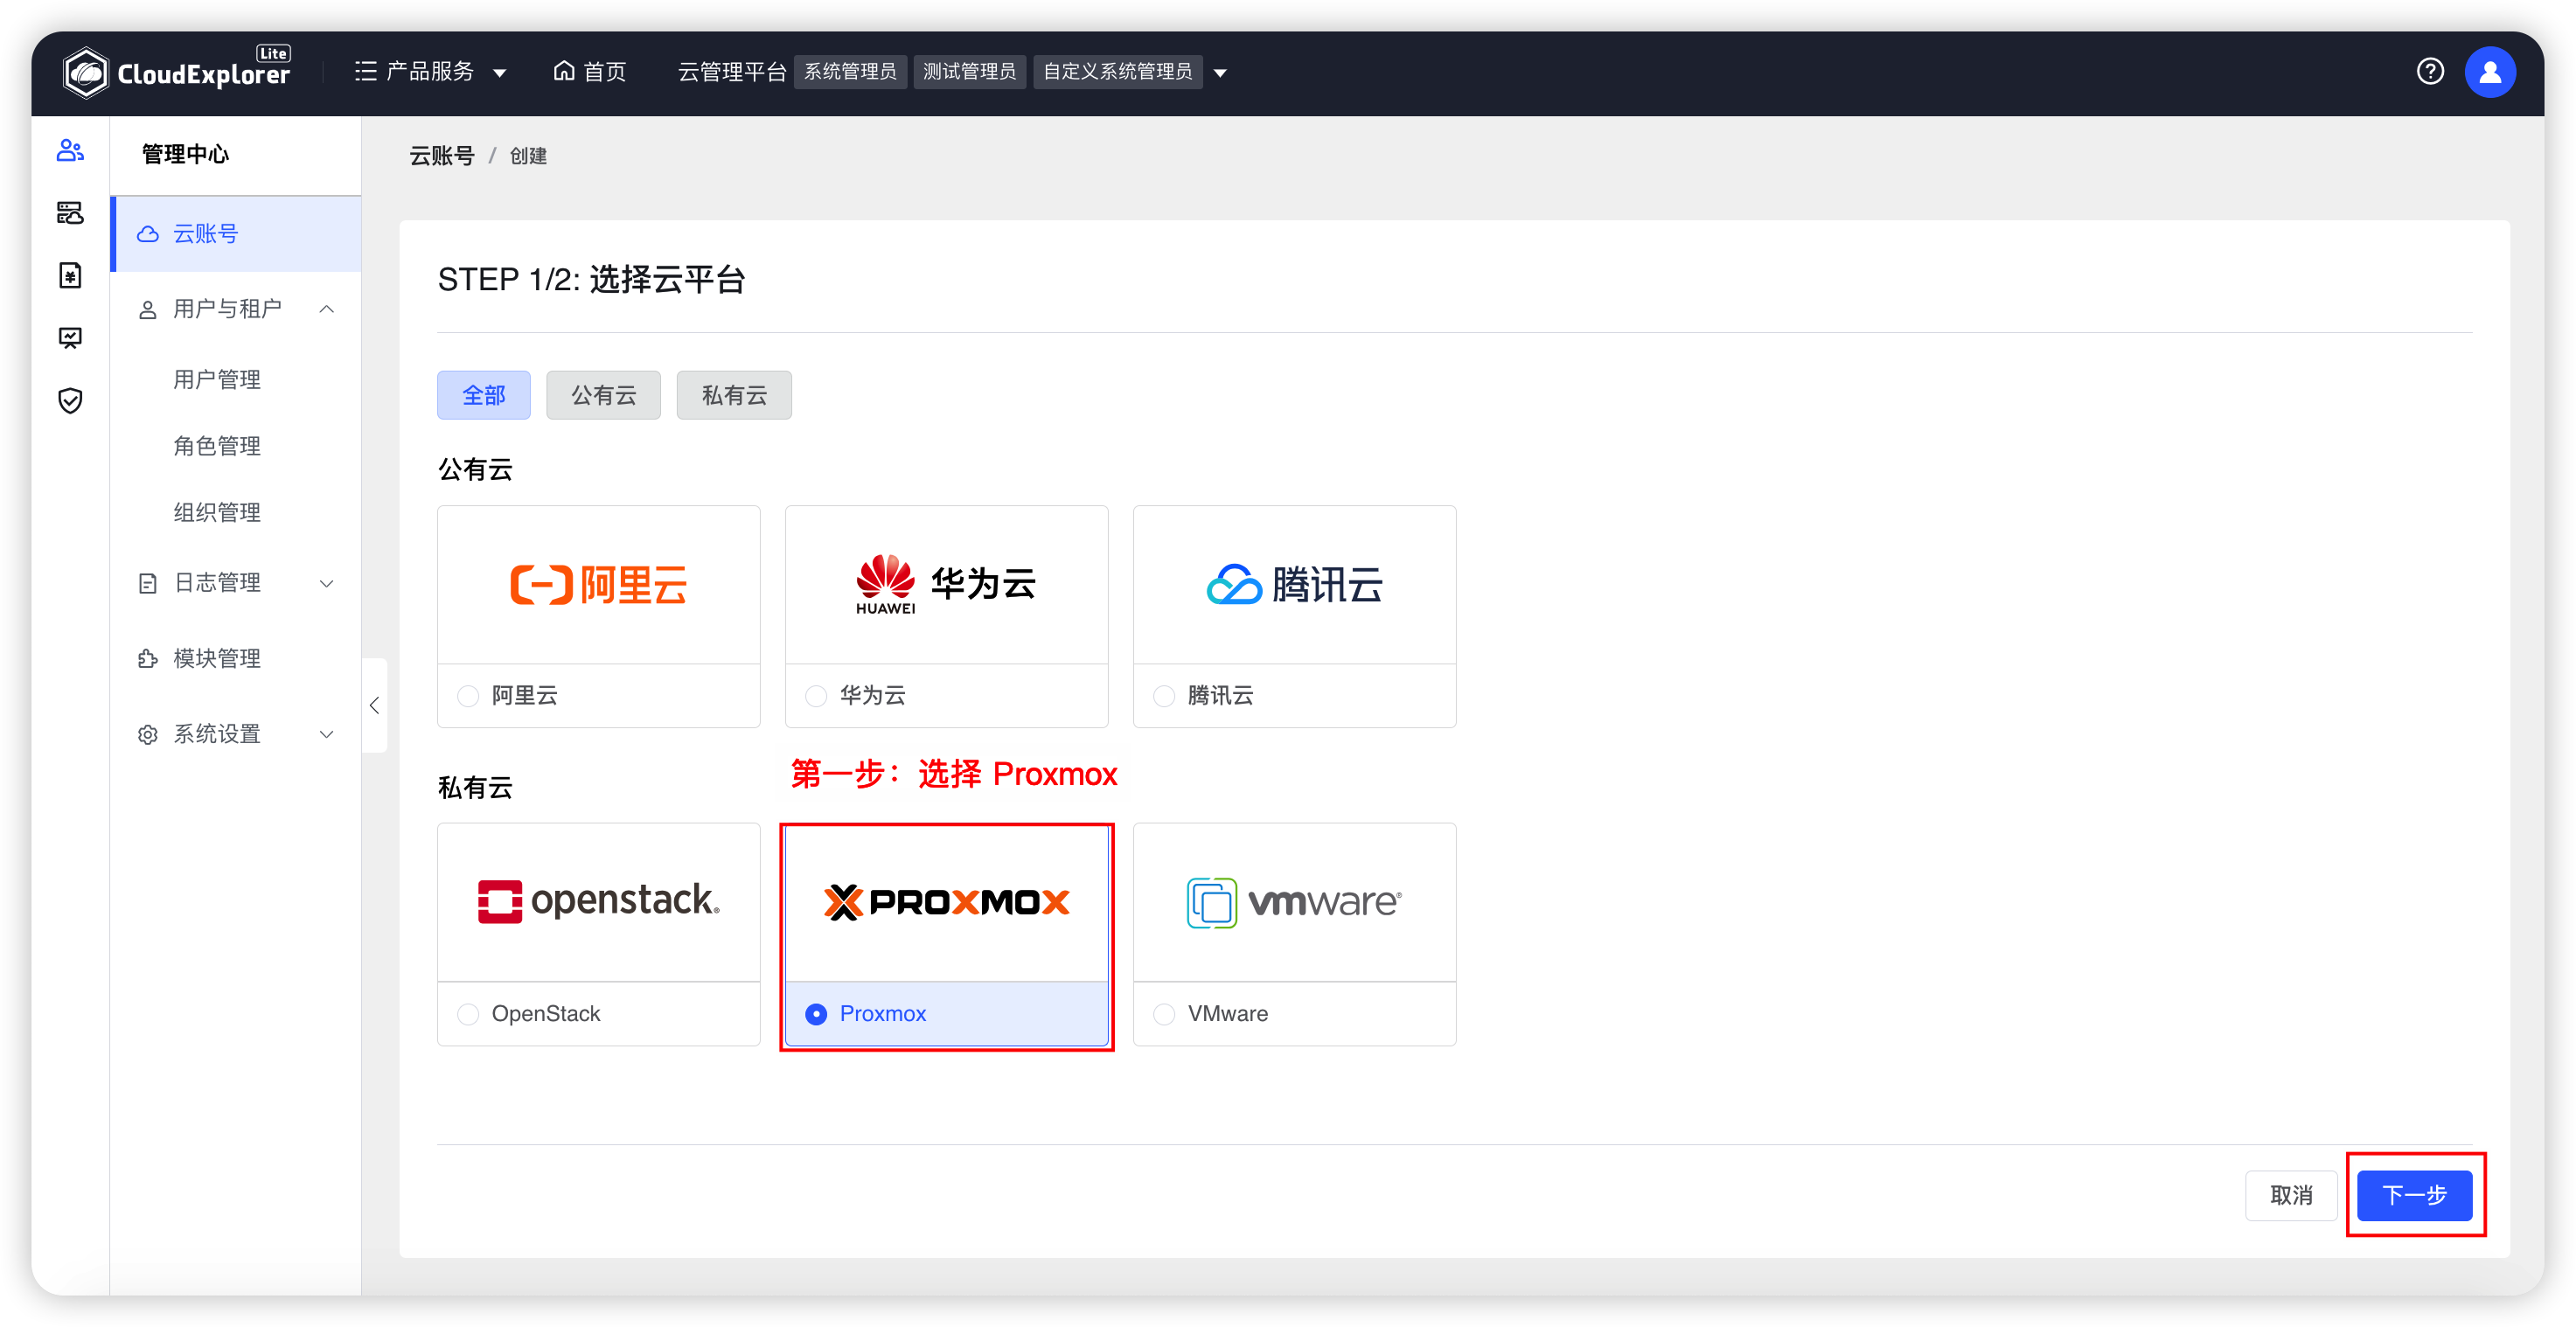 CloudExplorer Lite
产品服务
首页
云管理平台 系统管理员 测试管理员 自定义系统管理员
管理中心
云账号
用户与租户
用户管理
角色管理
组织管理
日志管理
模块管理
系统设置
云账号 / 创建
STEP 1/2: 选择云平台
全部 公有云 私有云
公有云
阿里云
HUAWEI 华为云
腾讯云
阿里云
华为云
腾讯云
第一步：选择 Proxmox
私有云
openstack.
PROXMOX
vmware®
OpenStack
Proxmox
VMware
取消
下一步